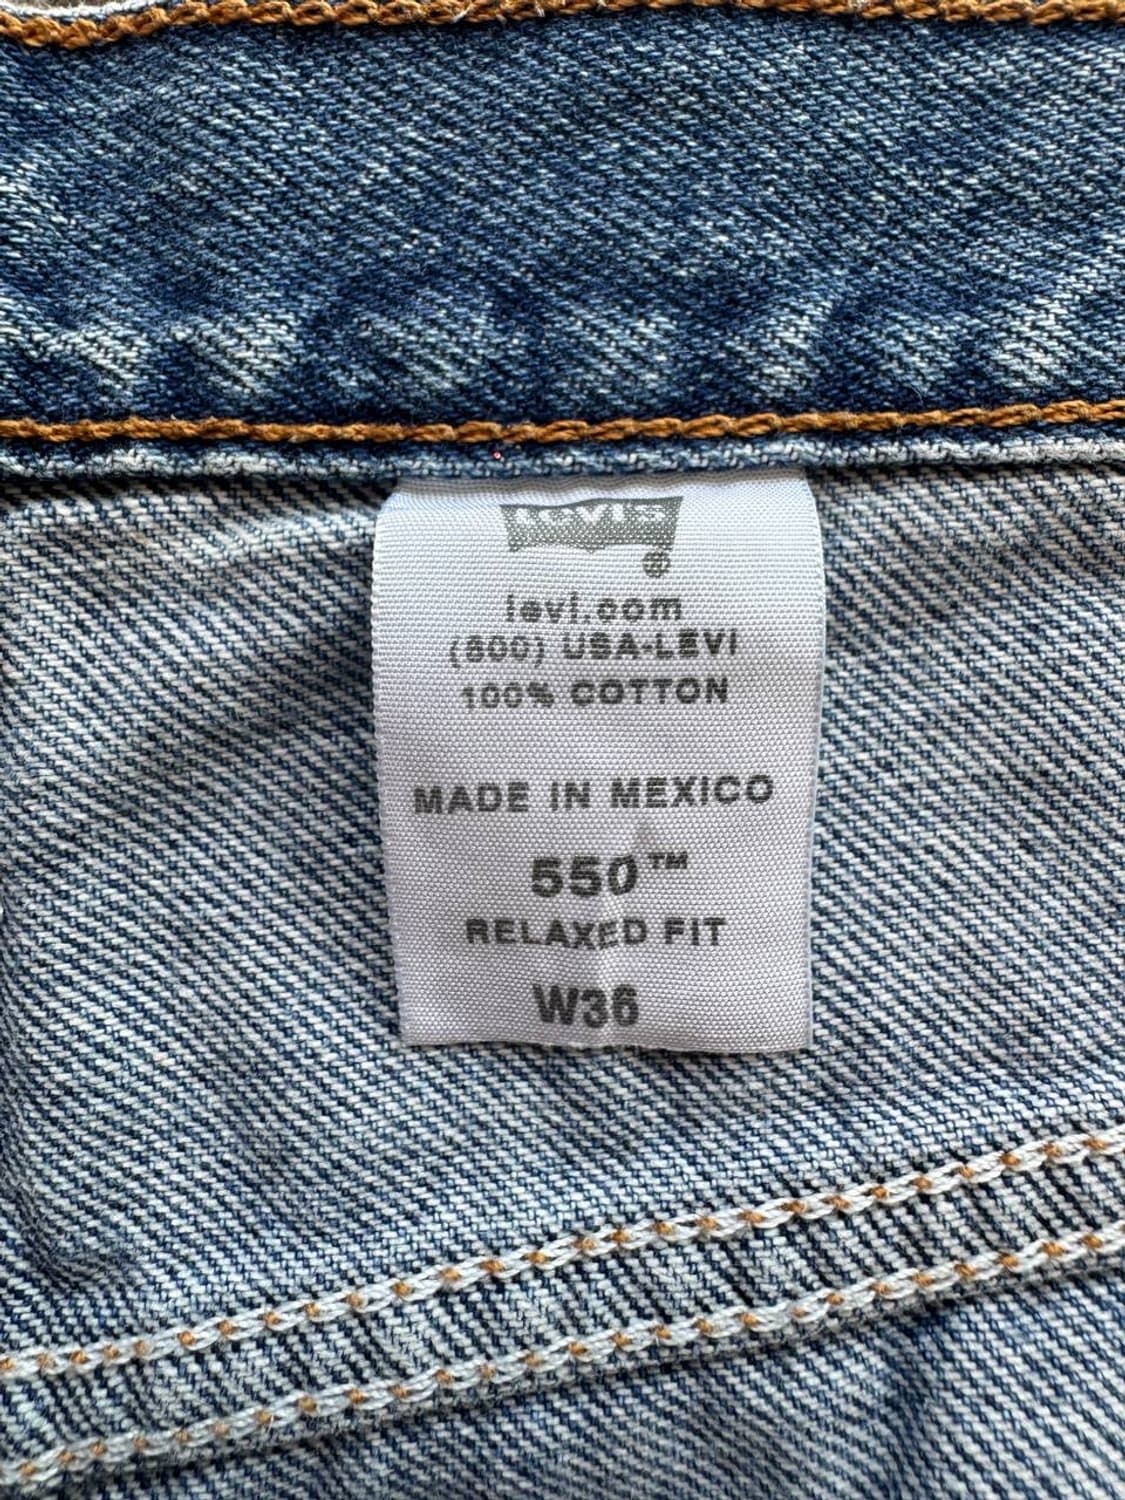 LEVI'S
®
levi.com
(800) USA-LEVI
100% COTTON
MADE IN MEXICO
550™
RELAXED FIT
W36